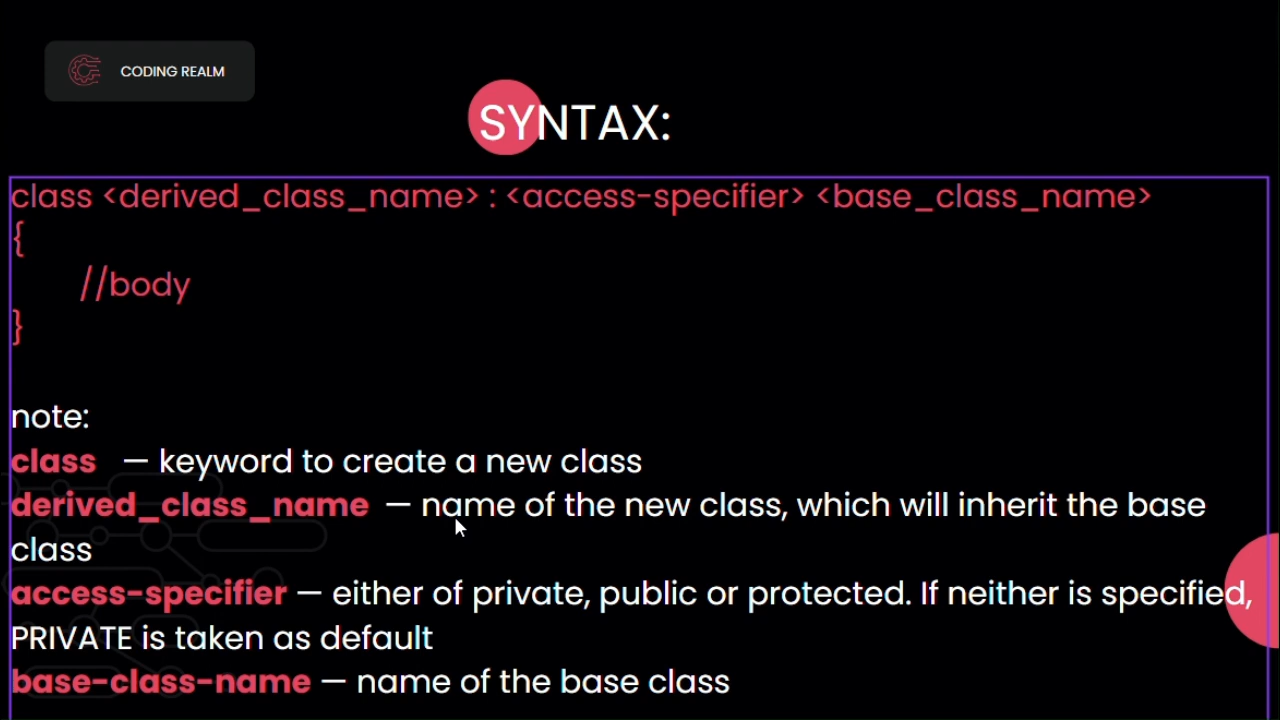 CODING REALM
SYNTAX:
class <derived_class_name> : <access-specifier> <base_class_name>
{
//body
}
note:
class — keyword to create a new class
derived_class_name — name of the new class, which will inherit the base
class
access-specifier — either of private, public or protected. If neither is specified,
PRIVATE is taken as default
base-class-name — name of the base class